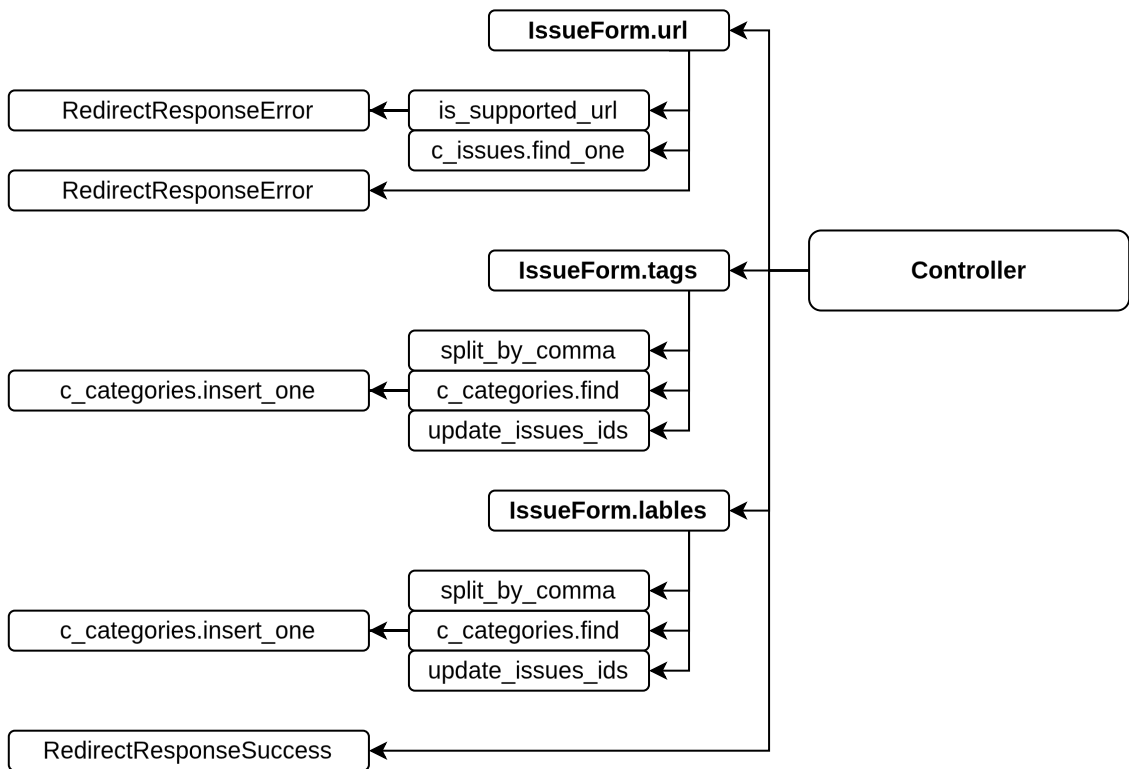 IssueForm.url
RedirectResponseError
is_supported_url
c_issues.find_one
RedirectResponseError
IssueForm.tags
Controller
split_by_comma
c_categories.insert_one
c_categories.find
update_issues_ids
IssueForm.lables
split_by_comma
c_categories.insert_one
c_categories.find
update_issues_ids
RedirectResponseSuccess